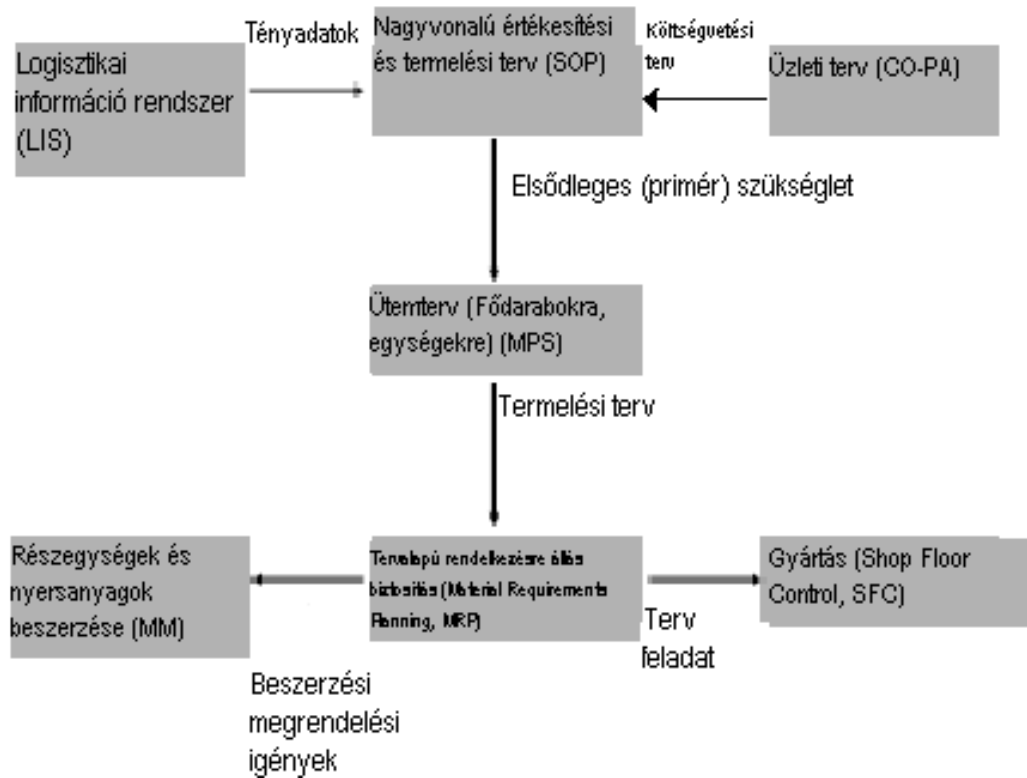 Logisztikai
információ rendszer
(LIS)
Tényadatok
Nagyvonalú értékesítési
és termelési terv (SOP)
Költségvetési
terv
Üzleti terv (CO-PA)
Elsődleges (primér) szükséglet
Ütemterv (Fődarabokra,
egységekre) (MPS)
Termelési terv
Részegységek és
nyersanyagok
beszerzése (MM)
Tervalapú rendelkezésre állás
biztosítás (Material Requirements
Planning, MRP)
Gyártás (Shop Floor
Control, SFC)
Terv
feladat
Beszerzési
megrendelési
igények